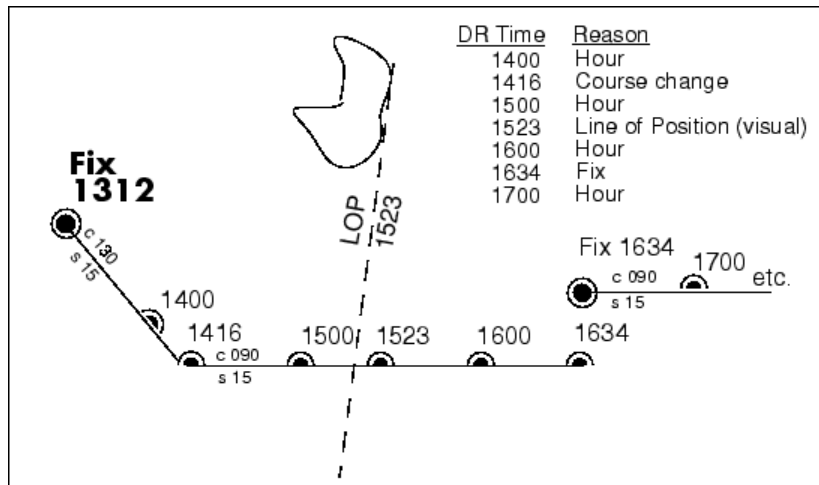 DR Time Reason
1400 Hour
1416 Course change
1500 Hour
1523 Line of Position (visual)
1600 Hour
1634 Fix
1700 Hour
Fix
1312
c 130
s 15
1400
1416
c 090
s 15
1500
LOP
1523
1523
1600
1634
Fix 1634
c 090
s 15
1700
etc.